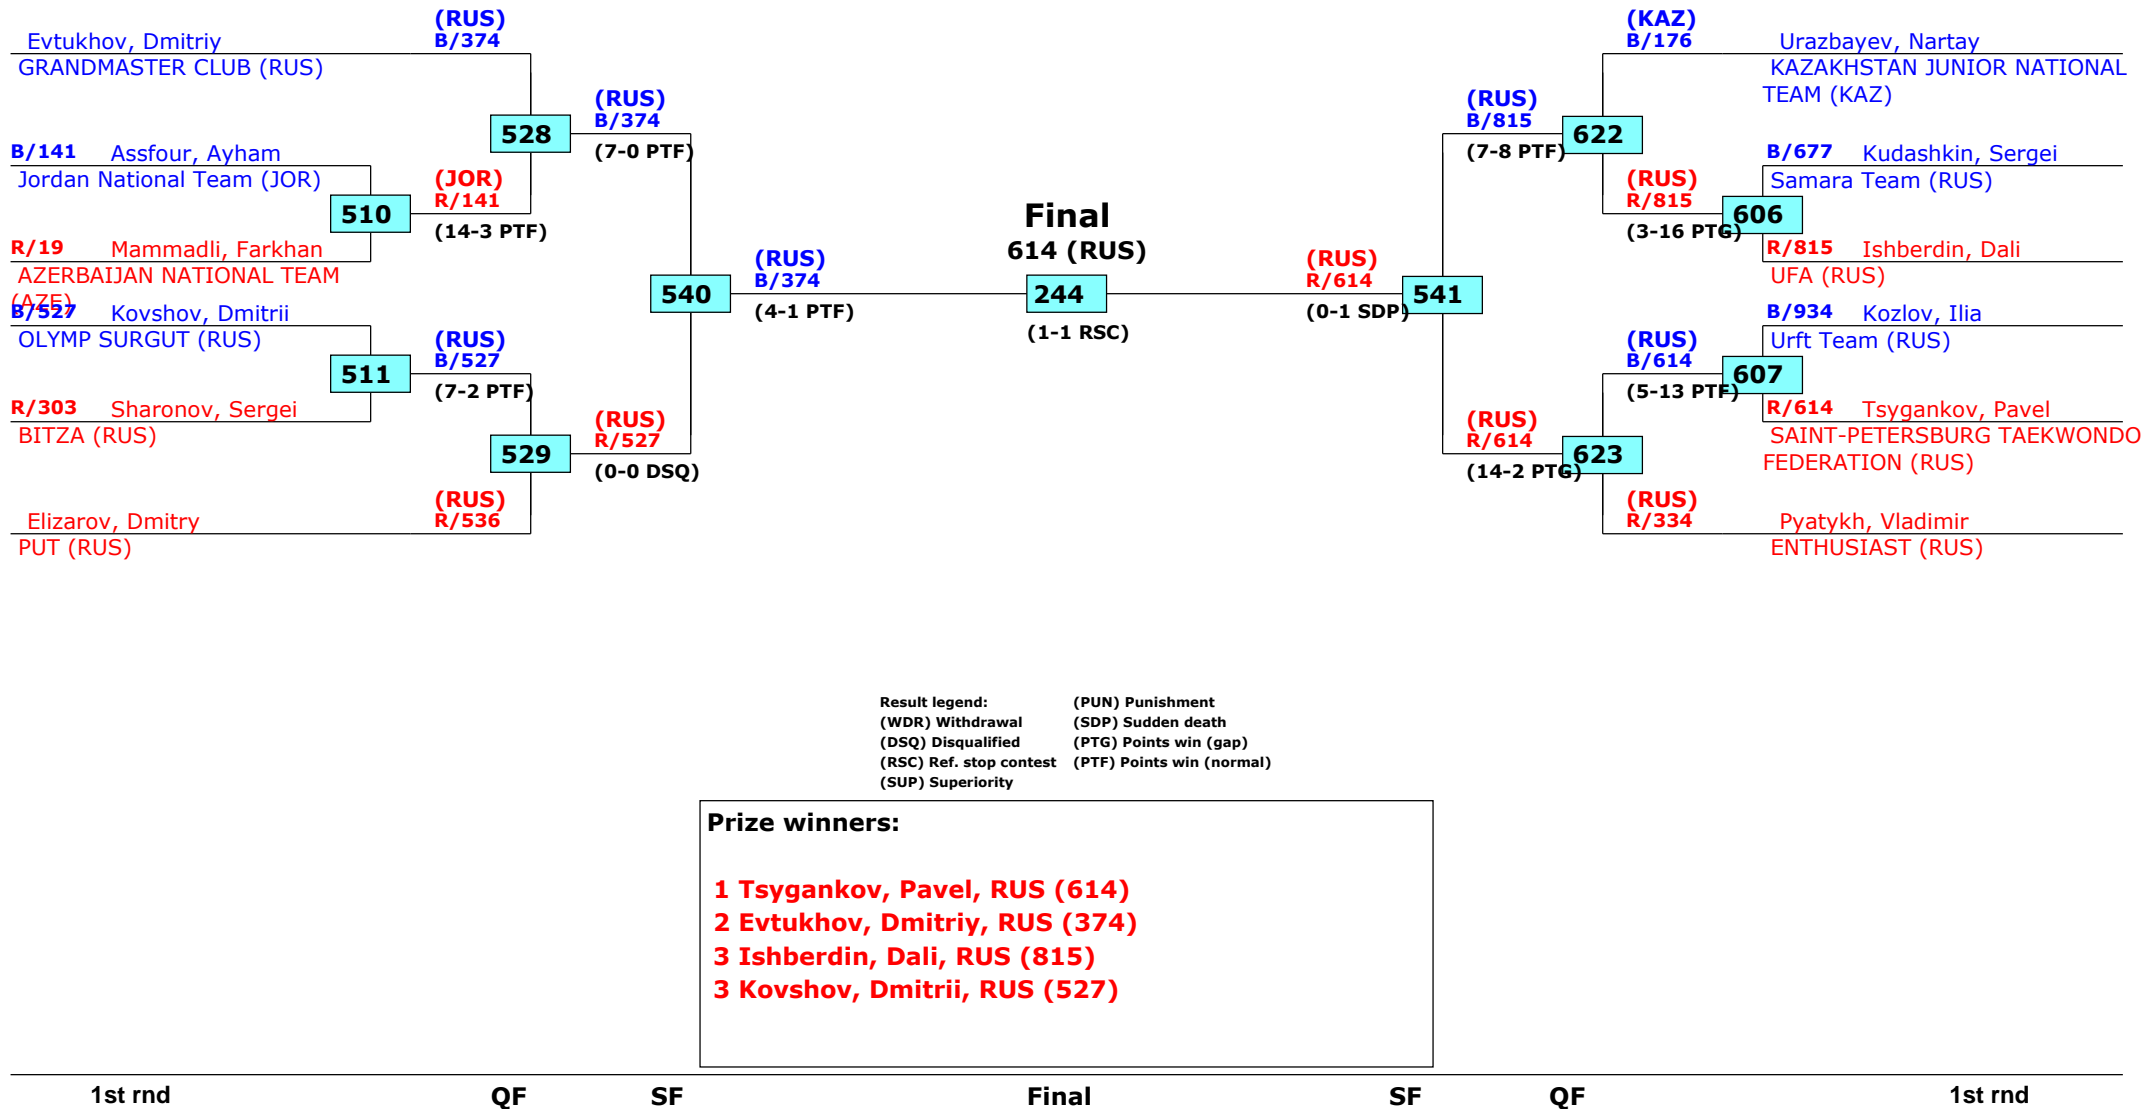 (RUS)
Evtukhov, Dmitriy
B/374
GRANDMASTER CLUB (RUS)
B/141 Assfour, Ayham
Jordan National Team (JOR)
510
(JOR)
R/141
(14-3 PTF)
R/19 Mammadli, Farkhan
AZERBAIJAN NATIONAL TEAM
(AZE)
528
(RUS)
B/374
(7-0 PTF)
B/527 Kovshov, Dmitrii
OLYMP SURGUT (RUS)
511
(RUS)
B/527
(7-2 PTF)
R/303 Sharonov, Sergei
BITZA (RUS)
529
(RUS)
R/527
(0-0 DSQ)
(RUS)
Elizarov, Dmitry
R/536
PUT (RUS)
540
(RUS)
B/374
(4-1 PTF)
Final
614 (RUS)
244
(1-1 RSC)
(RUS)
R/614
(0-1 SDP)
541
(RUS)
B/815
(7-8 PTF)
622
(KAZ)
B/176
Urazbayev, Nartay
KAZAKHSTAN JUNIOR NATIONAL
TEAM (KAZ)
B/677 Kudashkin, Sergei
Samara Team (RUS)
(RUS)
R/815
(3-16 PTG)
606
R/815 Ishberdin, Dali
UFA (RUS)
B/934 Kozlov, Ilia
Urft Team (RUS)
(RUS)
B/614
(5-13 PTF)
607
R/614 Tsygankov, Pavel
SAINT-PETERSBURG TAEKWONDO
FEDERATION (RUS)
(RUS)
R/614
(14-2 PTG)
623
(RUS)
R/334
Pyatykh, Vladimir
ENTHUSIAST (RUS)
Result legend: (PUN) Punishment
(WDR) Withdrawal (SDP) Sudden death
(DSQ) Disqualified (PTG) Points win (gap)
(RSC) Ref. stop contest (PTF) Points win (normal)
(SUP) Superiority
Prize winners:
1 Tsygankov, Pavel, RUS (614)
2 Evtukhov, Dmitriy, RUS (374)
3 Ishberdin, Dali, RUS (815)
3 Kovshov, Dmitrii, RUS (527)
1st rnd QF SF Final SF QF 1st rnd